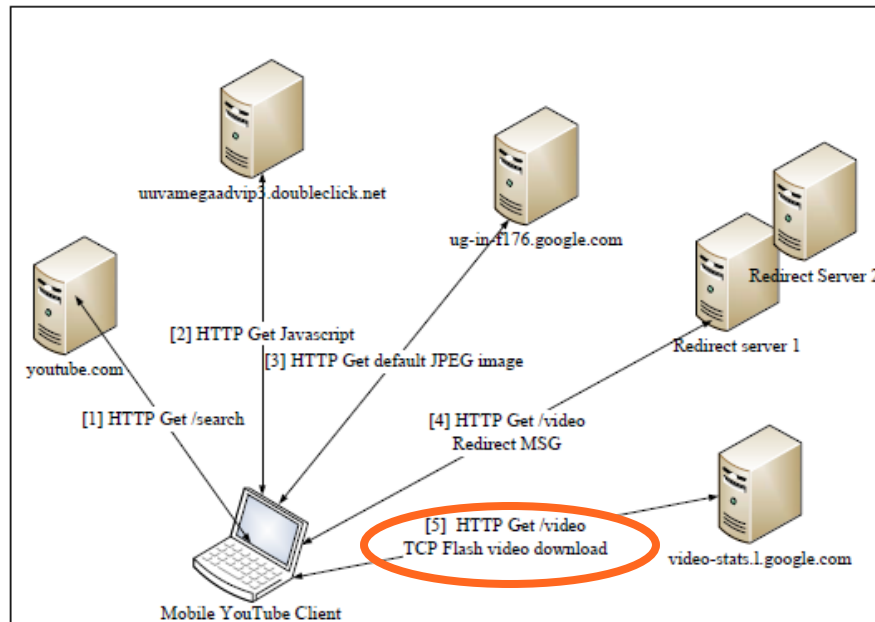 uuvamegaadvip3.doubleclick.net
ug-in-f176.google.com
Redirect Server 2
Redirect server 1
youtube.com
[2] HTTP Get Javascript
[3] HTTP Get default JPEG image
[1] HTTP Get /search
[4] HTTP Get /video
Redirect MSG
[5] HTTP Get /video
TCP Flash video download
video-stats.l.google.com
Mobile YouTube Client